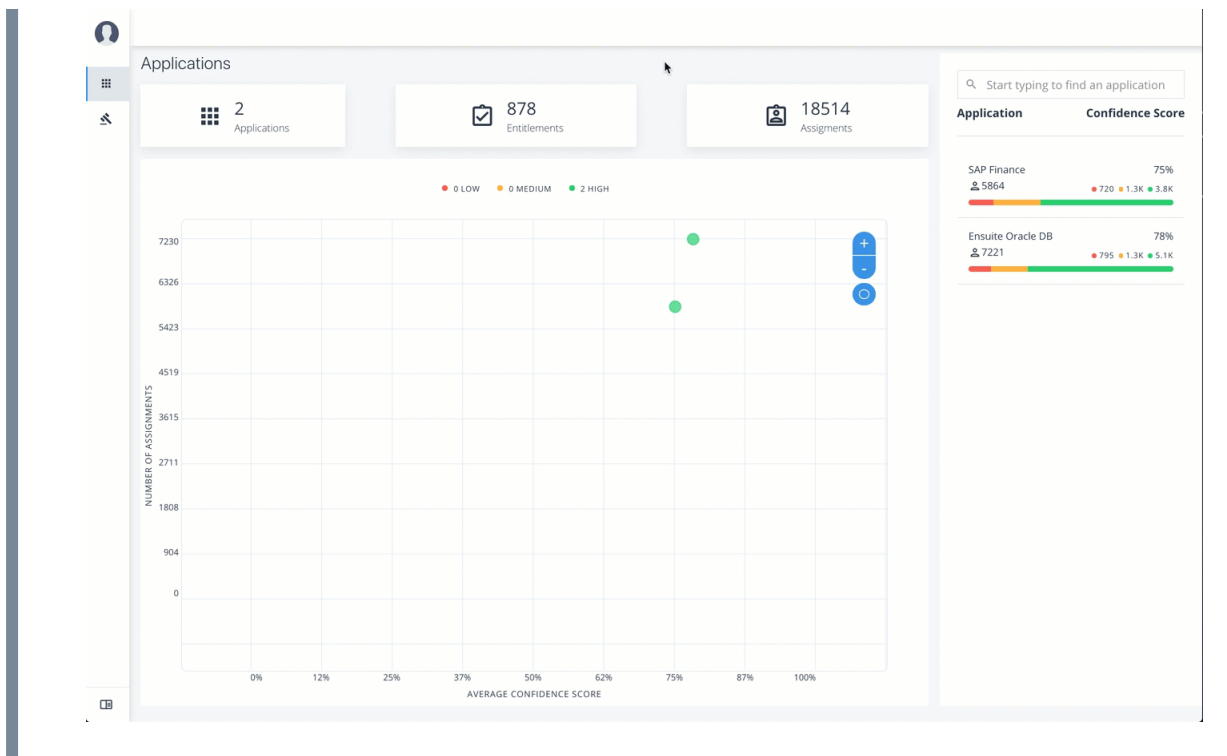 Applications
2
Applications
878
Entitlements
18514
Assigments
0 LOW 0 MEDIUM 2 HIGH
7230
6326
5423
4519
3615
2711
1808
904
0
NUMBER OF ASSIGNMENTS
+
-
0% 12% 25% 37% 50% 62% 75% 87% 100%
AVERAGE CONFIDENCE SCORE
Start typing to find an application
Application Confidence Score
SAP Finance 75%
5864 720 1.3K 3.8K
Ensuite Oracle DB 78%
7221 795 1.3K 5.1K